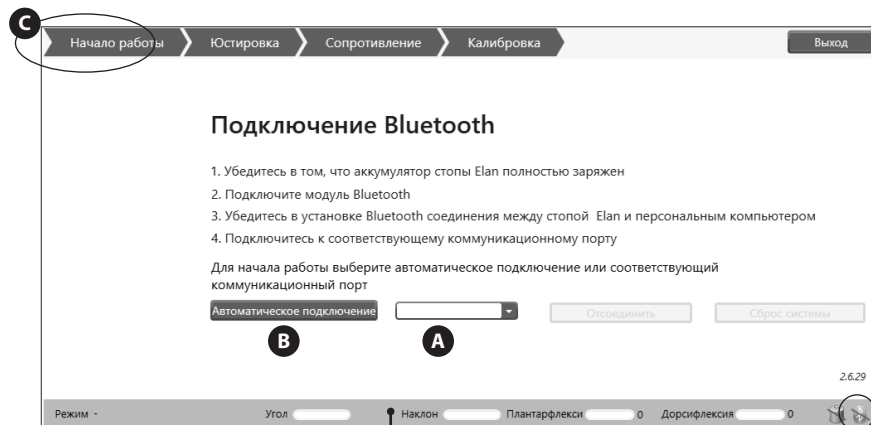 C
Начало работы Юстировка Сопротивление Калибровка Выход
Подключение Bluetooth
1. Убедитесь в том, что аккумулятор стопы Elan полностью заряжен
2. Подключите модуль Bluetooth
3. Убедитесь в установке Bluetooth соединения между стопой Elan и персональным компьютером
4. Подключитесь к соответствующему коммуникационному порту
Для начала работы выберите автоматическое подключение или соответствующий
коммуникационный порт
Автоматическое подключение Отсоединить Сброс системы
B A
2.6.29
Режим - Угол Наклон Плантарфлекси 0 Дорсифлексия 0